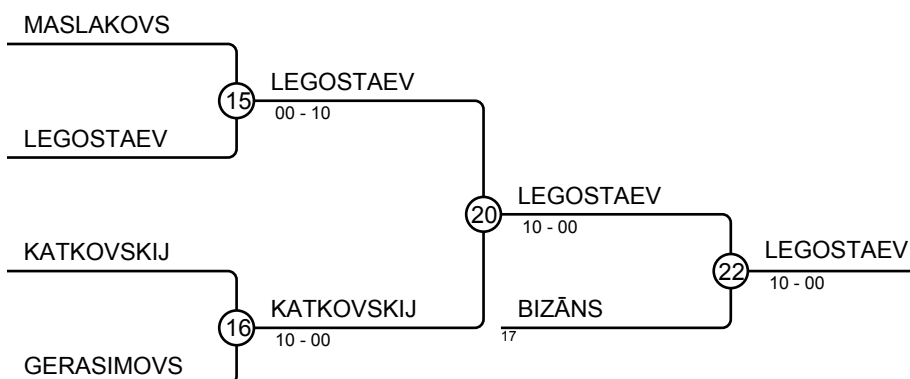 MASLAKOVS
15
LEGOSTAEV
00 - 10
LEGOSTAEV
20
LEGOSTAEV
10 - 00
KATKOVSKIJ
22
LEGOSTAEV
10 - 00
16
KATKOVSKIJ
10 - 00
BIZĀNS
17
GERASIMOVS